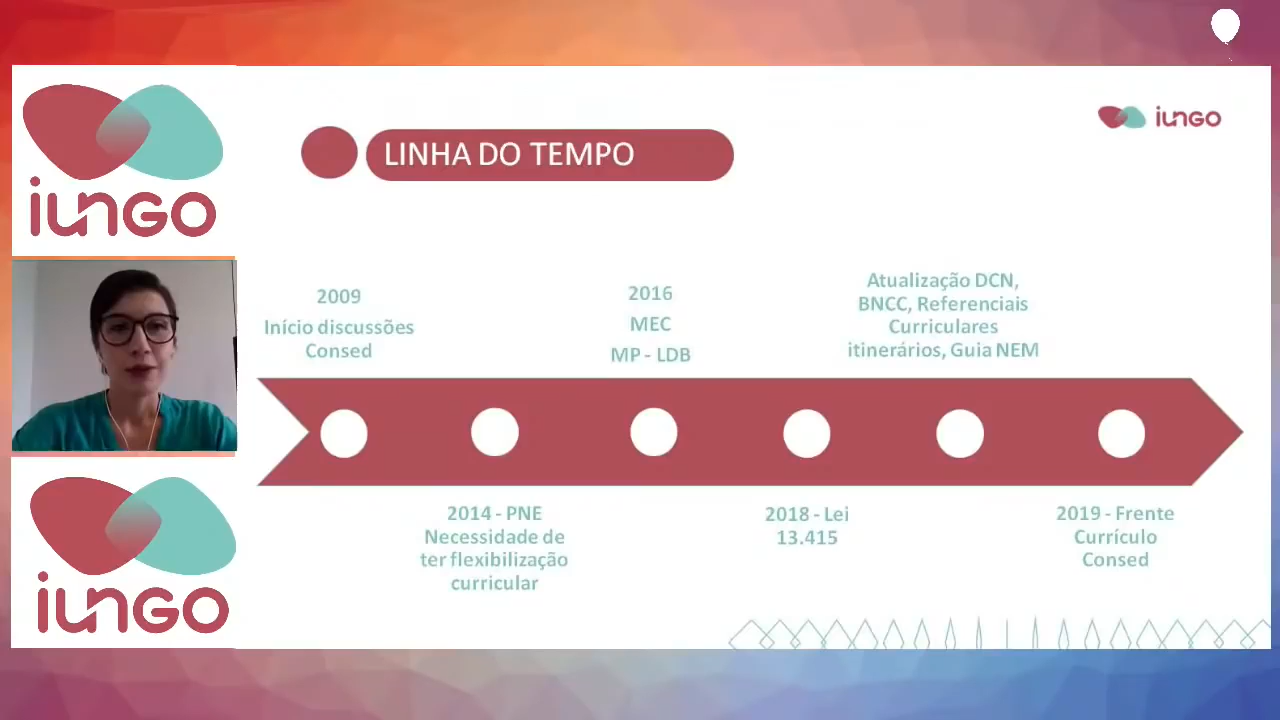 iunGO
iunGO
LINHA DO TEMPO
2009
Início discussões
Consed
2016
MEC
MP - LDB
Atualização DCN,
BNCC, Referenciais
Curriculares
itinerários, Guia NEM
2014 - PNE
Necessidade de
ter flexibilização
curricular
2018 - Lei
13.415
2019 - Frente
Currículo
Consed
iunGO